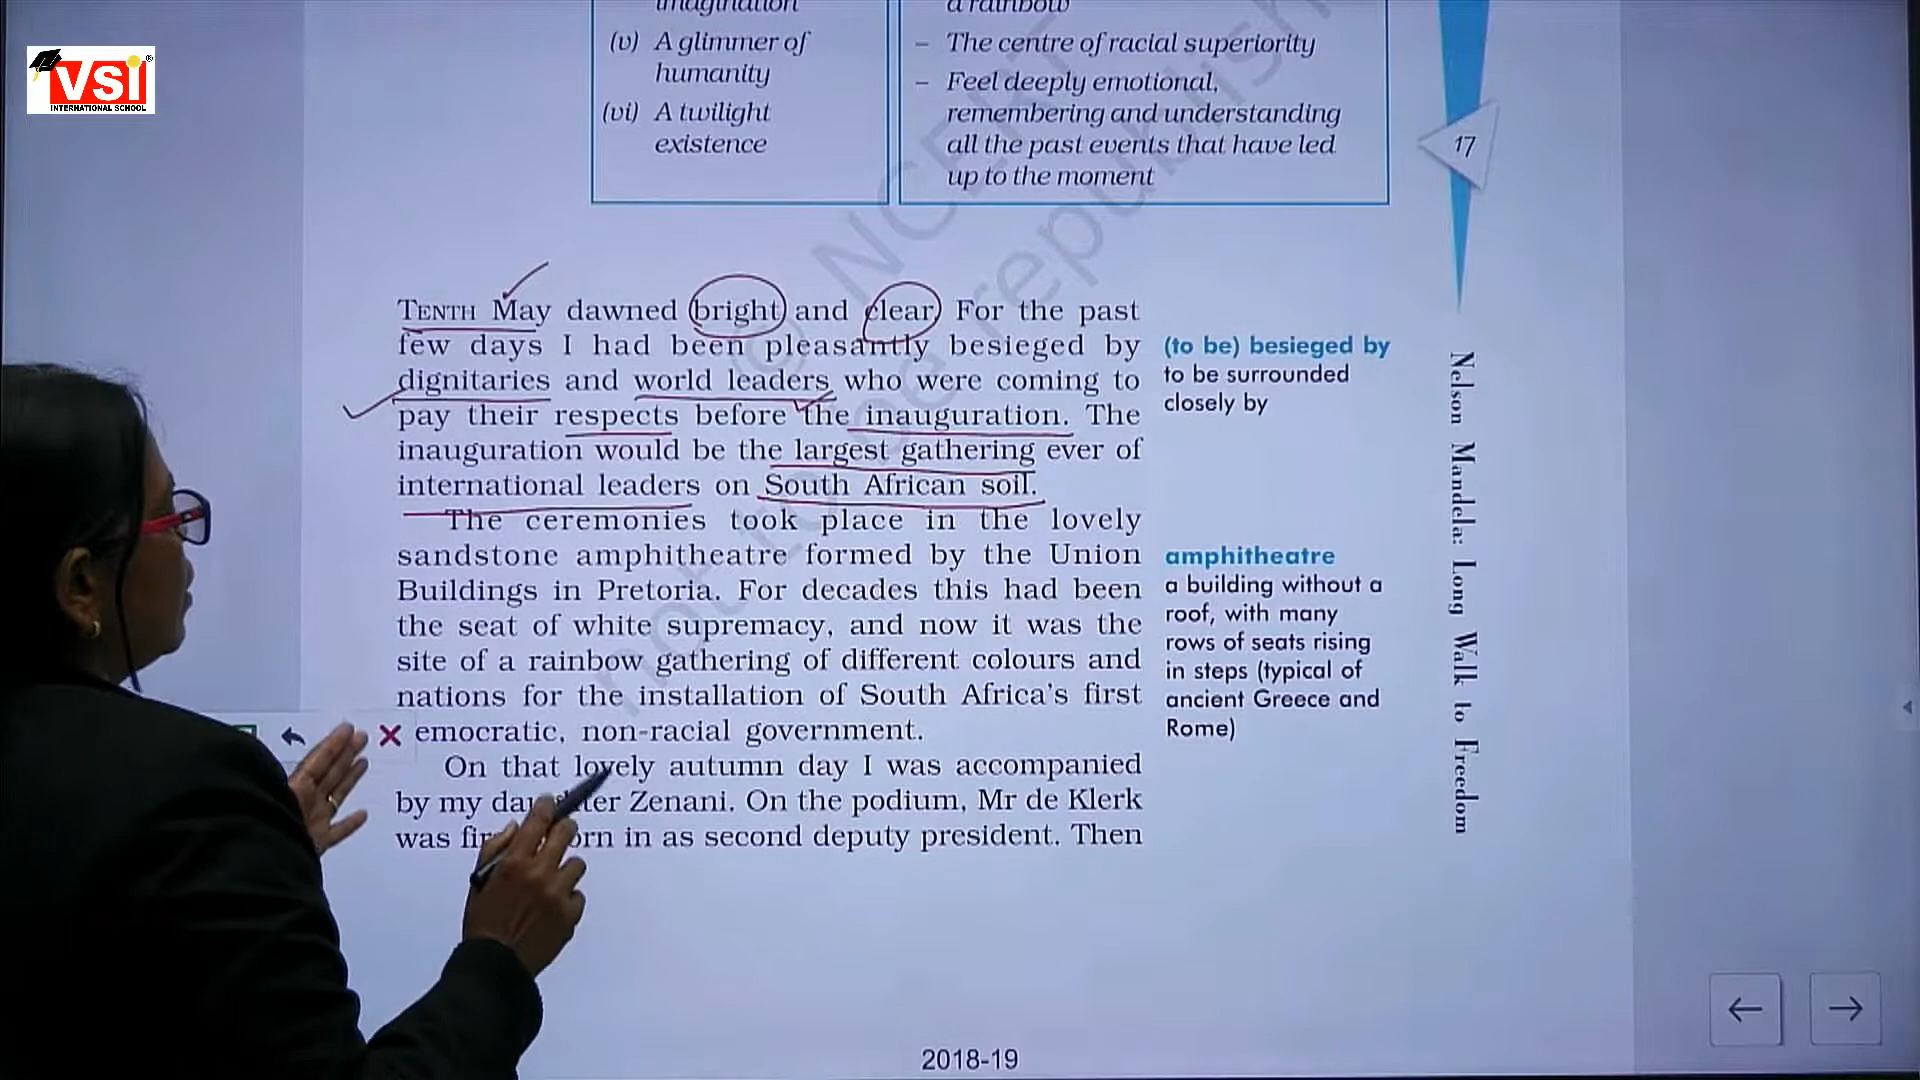 VSI
INTERNATIONAL SCHOOL
imagination
(v) A glimmer of
humanity
(vi) A twilight
existence
a rainbow
– The centre of racial superiority
– Feel deeply emotional,
remembering and understanding
all the past events that have led
up to the moment
17
TENTH May dawned bright and clear. For the past
few days I had been pleasantly besieged by
dignitaries and world leaders who were coming to
pay their respects before the inauguration. The
inauguration would be the largest gathering ever of
international leaders on South African soil.
The ceremonies took place in the lovely
sandstone amphitheatre formed by the Union
Buildings in Pretoria. For decades this had been
the seat of white supremacy, and now it was the
site of a rainbow gathering of different colours and
nations for the installation of South Africa's first
emocratic, non-racial government.
On that lovely autumn day I was accompanied
by my daughter Zenani. On the podium, Mr de Klerk
was in as second deputy president. Then
(to be) besieged by
to be surrounded
closely by
amphitheatre
a building without a
roof, with many
rows of seats rising
in steps (typical of
ancient Greece and
Rome)
Nelson Mandela: Long Walk to Freedom
© NCERT
not to be republished
2018-19